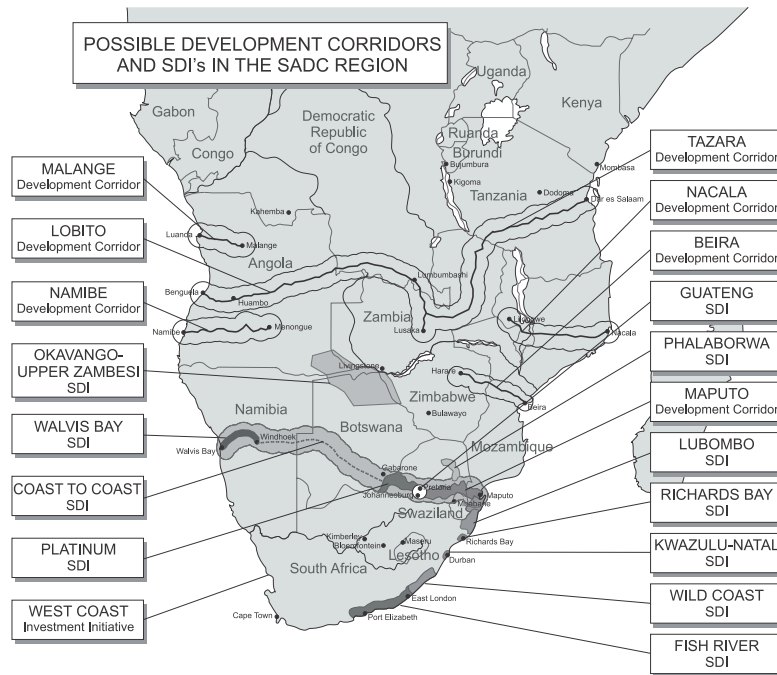 POSSIBLE DEVELOPMENT CORRIDORS
AND SDI's IN THE SADC REGION
MALANGE
Development Corridor
LOBITO
Development Corridor
NAMIBE
Development Corridor
OKAVANGO-
UPPER ZAMBESI
SDI
WALVIS BAY
SDI
COAST TO COAST
SDI
PLATINUM
SDI
WEST COAST
Investment Initiative
Gabon
Congo
Democratic
Republic
of Congo
Uganda
Kenya
Ruanda
Burundi
Bujumbura
Kigoma
Tanzania
Dodoma
Mombasa
Dar es Salaam
Kahemba
Luanda
Malange
Angola
Benguela
Huambo
Lumbumbashi
Namibe
Menongue
Zambia
Lusaka
Lilongwe
Nacala
Livingstone
Harare
Zimbabwe
Bulawayo
Beira
Namibia
Botswana
Mozambique
Walvis Bay
Windhoek
Gabarone
Pretoria
Johannesburg
Maputo
Mbabane
Swaziland
Kimberley
Bloemfontein
Maseru
Lesotho
Richards Bay
Durban
South Africa
Cape Town
East London
Port Elizabeth
TAZARA
Development Corridor
NACALA
Development Corridor
BEIRA
Development Corridor
GUATENG
SDI
PHALABORWA
SDI
MAPUTO
Development Corridor
LUBOMBO
SDI
RICHARDS BAY
SDI
KWAZULU-NATAL
SDI
WILD COAST
SDI
FISH RIVER
SDI